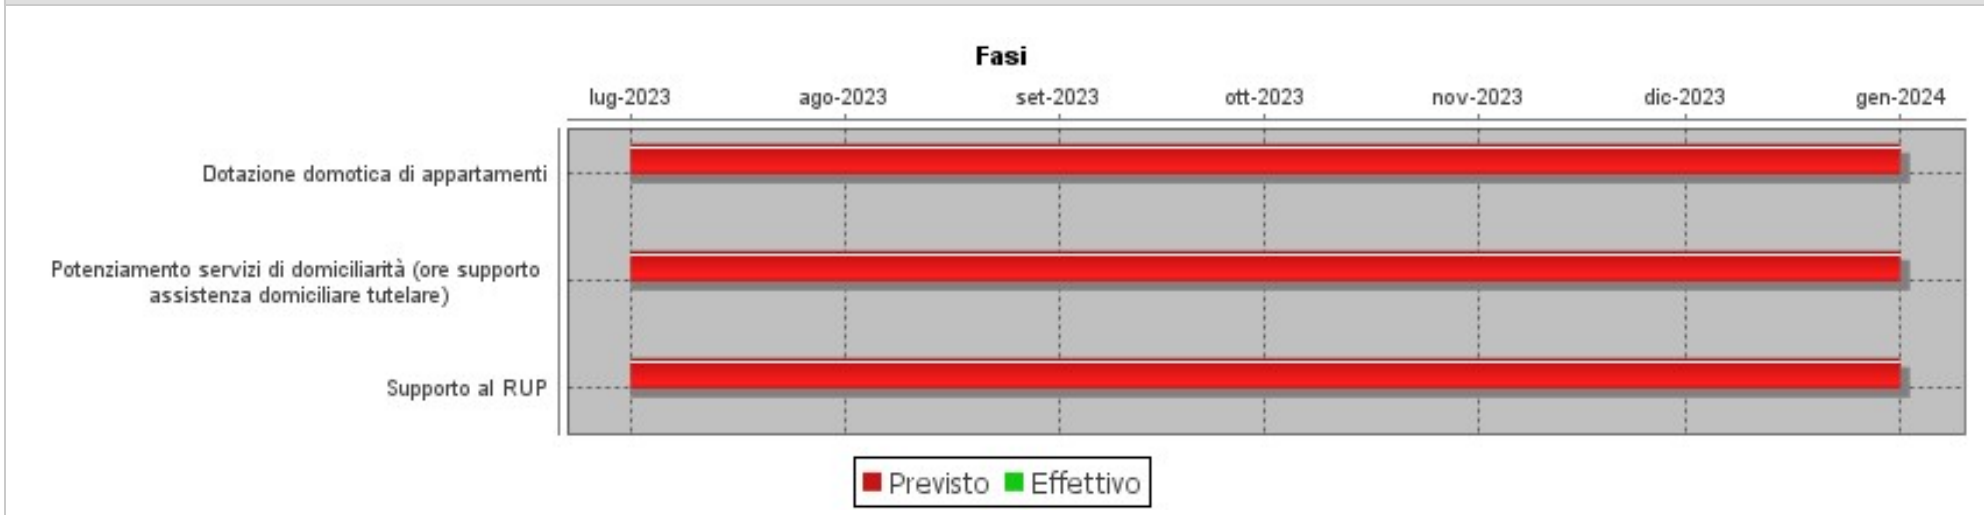 Fasi
lug-2023 ago-2023 set-2023 ott-2023 nov-2023 dic-2023 gen-2024
Dotazione domotica di appartamenti
Potenziamento servizi di domiciliarità (ore supporto
assistenza domiciliare tutelare)
Supporto al RUP
Previsto Effettivo